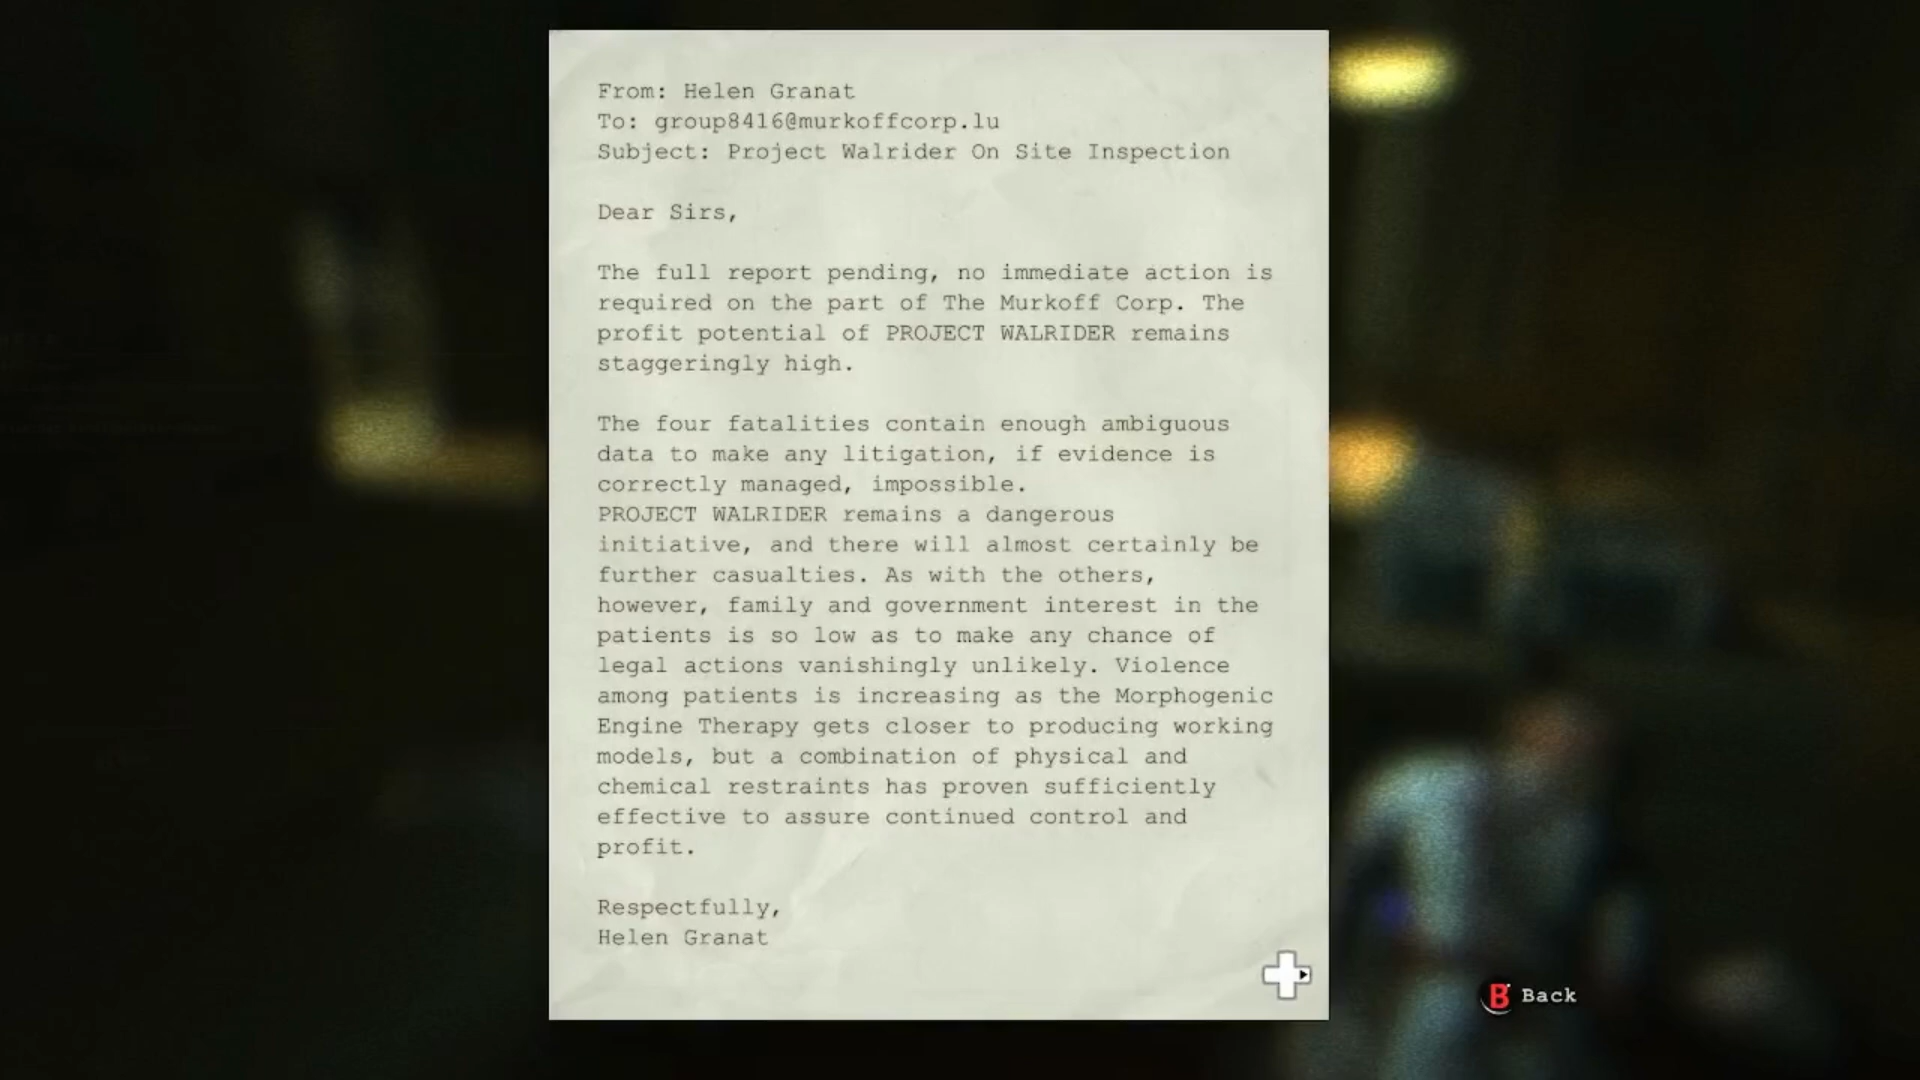 From: Helen Granat
To: group8416@murkoffcorp.lu
Subject: Project Walrider On Site Inspection
Dear Sirs,
The full report pending, no immediate action is
required on the part of The Murkoff Corp. The
profit potential of PROJECT WALRIDER remains
staggeringly high.
The four fatalities contain enough ambiguous
data to make any litigation, if evidence is
correctly managed, impossible.
PROJECT WALRIDER remains a dangerous
initiative, and there will almost certainly be
further casualties. As with the others,
however, family and government interest in the
patients is so low as to make any chance of
legal actions vanishingly unlikely. Violence
among patients is increasing as the Morphogenic
Engine Therapy gets closer to producing working
models, but a combination of physical and
chemical restraints has proven sufficiently
effective to assure continued control and
profit.
Respectfully,
Helen Granat
B Back